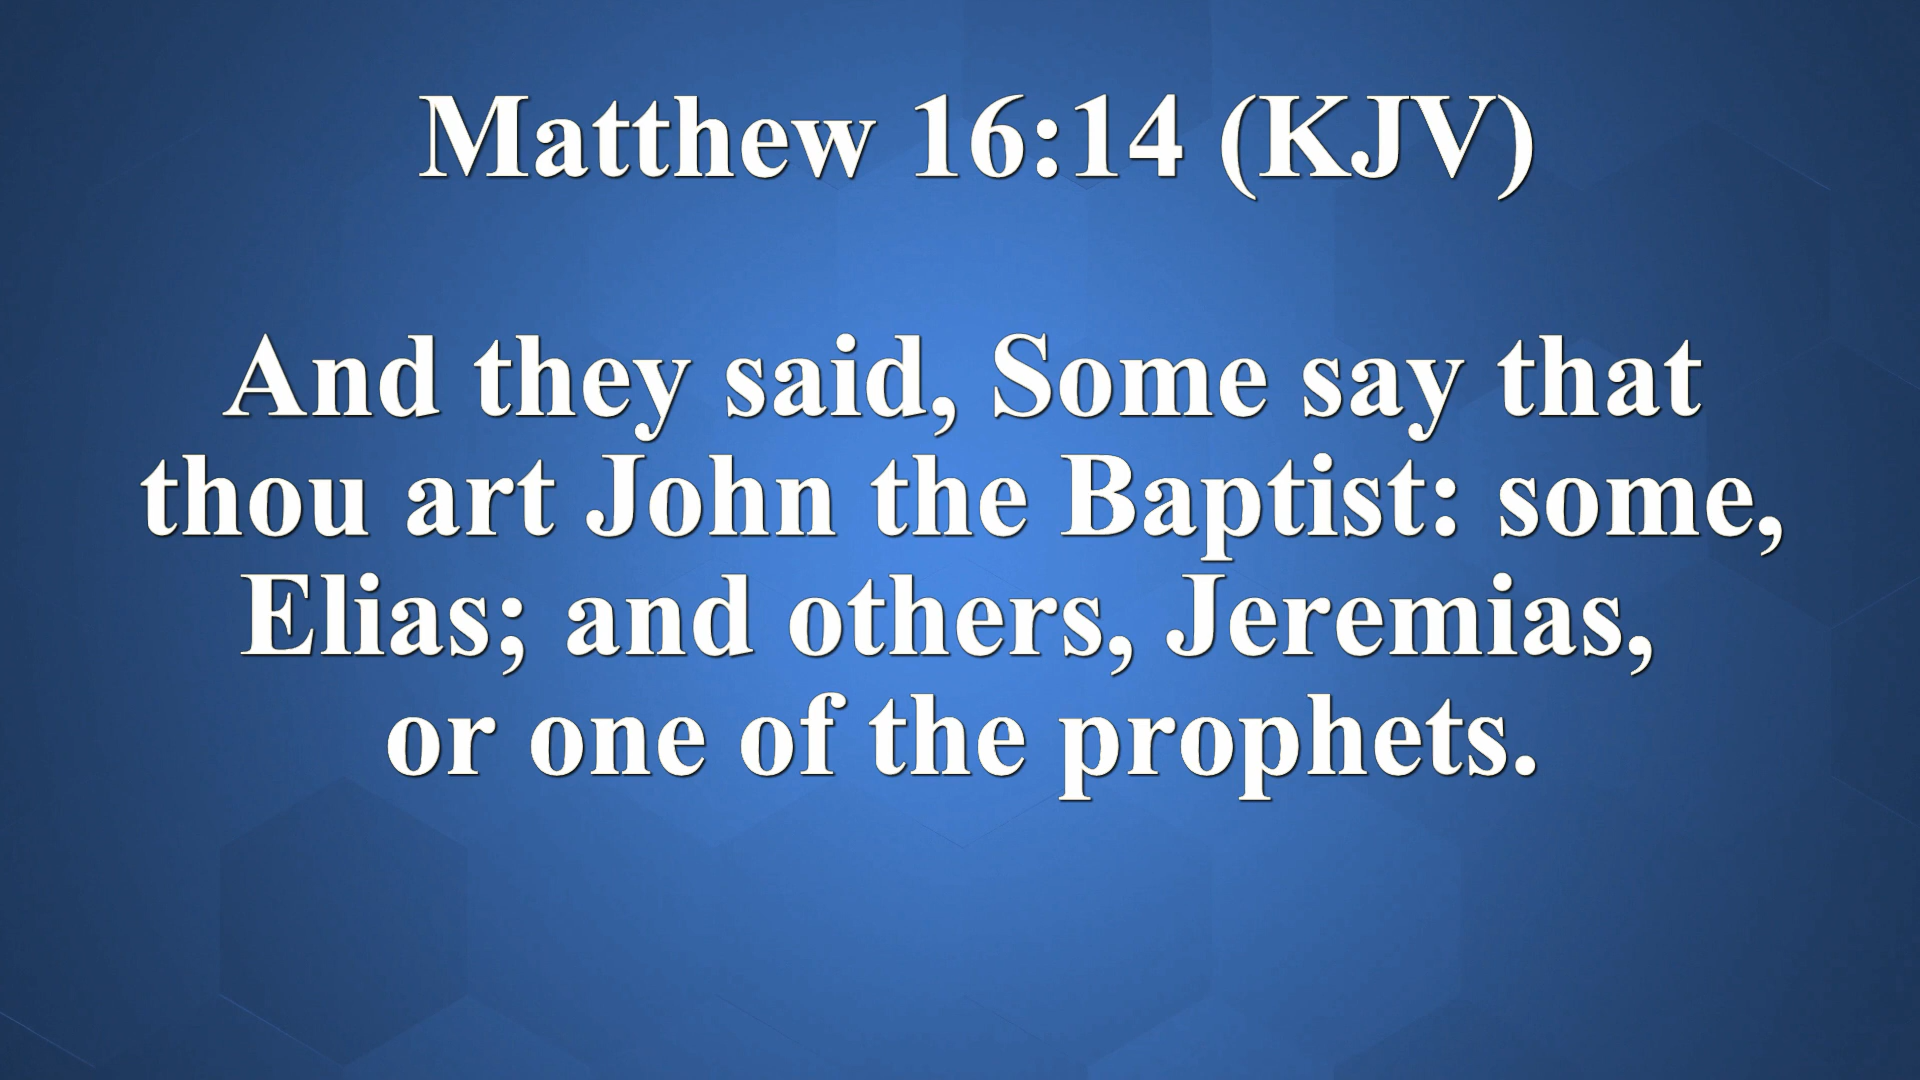 Matthew 16:14 (KJV)
And they said, Some say that
thou art John the Baptist: some,
Elias; and others, Jeremias,
or one of the prophets.